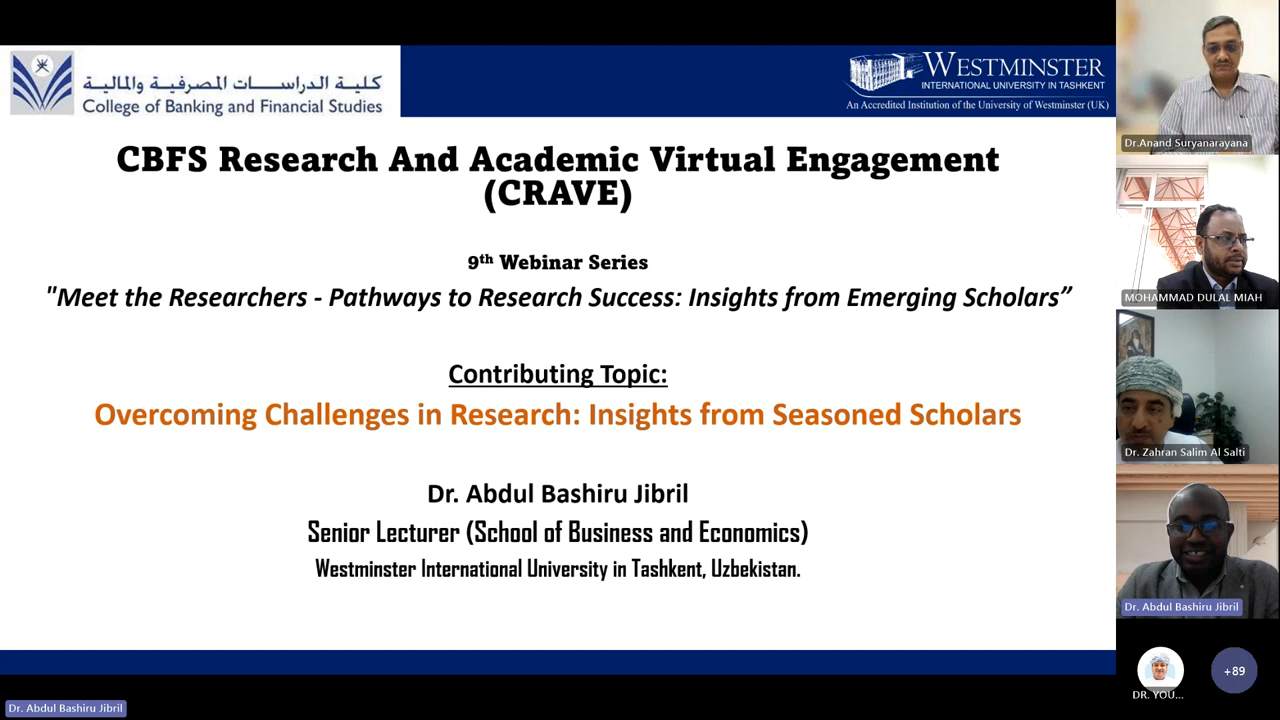 كلية الدراسات المصرفية والمالية
College of Banking and Financial Studies
WESTMINSTER
INTERNATIONAL UNIVERSITY IN TASHKENT
An Accredited Institution of the University of Westminster (UK)
CBFS Research And Academic Virtual Engagement
(CRAVE)
9th Webinar Series
"Meet the Researchers - Pathways to Research Success: Insights from Emerging Scholars”
Contributing Topic:
Overcoming Challenges in Research: Insights from Seasoned Scholars
Dr. Abdul Bashiru Jibril
Senior Lecturer (School of Business and Economics)
Westminster International University in Tashkent, Uzbekistan.
Dr. Abdul Bashiru Jibril
Dr.Anand Suryanarayana
MOHAMMAD DULAL MIAH
Dr. Zahran Salim Al Salti
Dr. Abdul Bashiru Jibril
DR. YOU...
+89